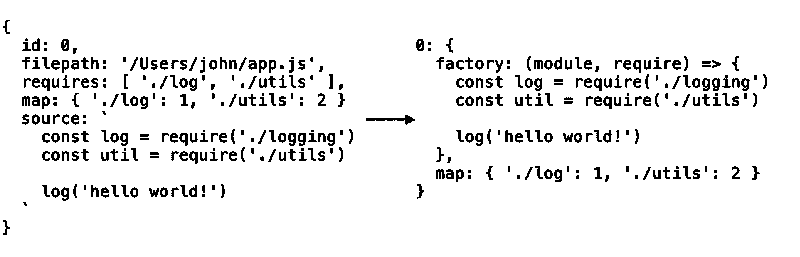 {
  id: 0,
  filepath: '/Users/john/app.js',
  requires: [ './log', './utils' ],
  map: { './log': 1, './utils': 2 }
  source: `
    const log = require('./logging')
    const util = require('./utils')
    log('hello world!')
  `
}
0: {
  factory: (module, require) => {
    const log = require('./logging')
    const util = require('./utils')
    log('hello world!')
  },
  map: { './log': 1, './utils': 2 }
}